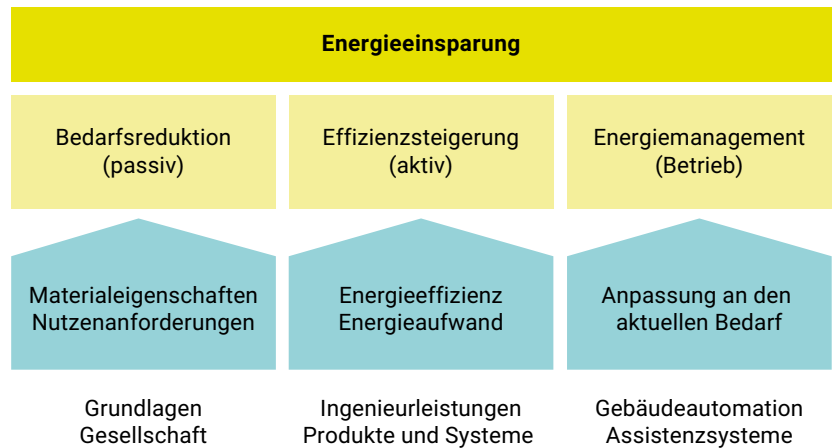 Energieeinsparung
Bedarfsreduktion
(passiv)
Effizienzsteigerung
(aktiv)
Energiemanagement
(Betrieb)
Materialeigenschaften
Nutzenanforderungen
Energieeffizienz
Energieaufwand
Anpassung an den
aktuellen Bedarf
Grundlagen
Gesellschaft
Ingenieurleistungen
Produkte und Systeme
Gebäudeautomation
Assistenzsysteme